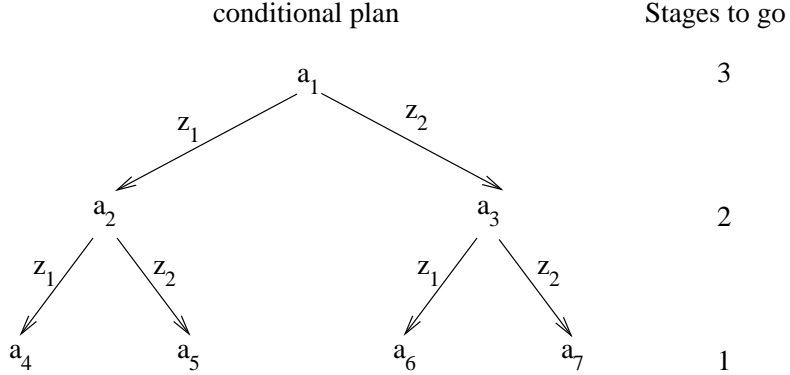 conditional plan Stages to go
a1 3
z1 z2
a2 a3 2
z1 z2 z1 z2
a4 a5 a6 a7 1